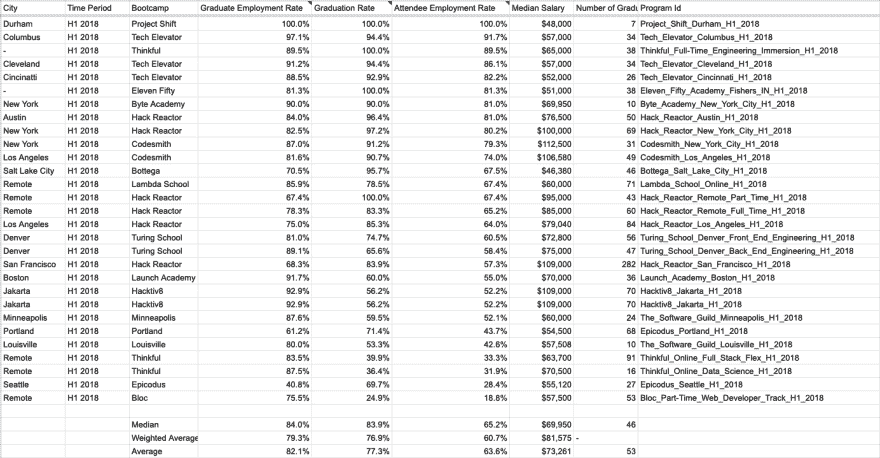 City Time Period Bootcamp Graduate Employment Rate Graduation Rate Attendee Employment Rate Median Salary Number of Gradu Program Id
Durham H1 2018 Project Shift 100.0% 100.0% 100.0% $48,000 7 Project_Shift_Durham_H1_2018
Columbus H1 2018 Tech Elevator 97.1% 94.4% 91.7% $57,000 34 Tech_Elevator_Columbus_H1_2018
- H1 2018 Thinkful 89.5% 100.0% 89.5% $65,000 38 Thinkful_Full-Time_Engineering_Immersion_H1_2018
Cleveland H1 2018 Tech Elevator 91.2% 94.4% 86.1% $57,000 34 Tech_Elevator_Cleveland_H1_2018
Cincinatti H1 2018 Tech Elevator 88.5% 92.9% 82.2% $52,000 26 Tech_Elevator_Cincinnati_H1_2018
- H1 2018 Eleven Fifty 81.3% 100.0% 81.3% $51,000 38 Eleven_Fifty_Academy_Fishers_IN_H1_2018
New York H1 2018 Byte Academy 90.0% 90.0% 81.0% $69,950 10 Byte_Academy_New_York_City_H1_2018
Austin H1 2018 Hack Reactor 84.0% 96.4% 81.0% $76,500 50 Hack_Reactor_Austin_H1_2018
New York H1 2018 Hack Reactor 82.5% 97.2% 80.2% $100,000 69 Hack_Reactor_New_York_City_H1_2018
New York H1 2018 Codesmith 87.0% 91.2% 79.3% $112,500 31 Codesmith_New_York_City_H1_2018
Los Angeles H1 2018 Codesmith 81.6% 90.7% 74.0% $106,580 49 Codesmith_Los_Angeles_H1_2018
Salt Lake City H1 2018 Bottega 70.5% 95.7% 67.5% $46,380 46 Bottega_Salt_Lake_City_H1_2018
Remote H1 2018 Lambda School 85.9% 78.5% 67.4% $60,000 71 Lambda_School_Online_H1_2018
Remote H1 2018 Hack Reactor 67.4% 100.0% 67.4% $95,000 43 Hack_Reactor_Remote_Part_Time_H1_2018
Remote H1 2018 Hack Reactor 78.3% 83.3% 65.2% $85,000 60 Hack_Reactor_Remote_Full_Time_H1_2018
Los Angeles H1 2018 Hack Reactor 75.0% 85.3% 64.0% $79,040 84 Hack_Reactor_Los_Angeles_H1_2018
Denver H1 2018 Turing School 81.0% 74.7% 60.5% $72,800 56 Turing_School_Denver_Front_End_Engineering_H1_2018
Denver H1 2018 Turing School 89.1% 65.6% 58.4% $75,000 47 Turing_School_Denver_Back_End_Engineering_H1_2018
San Francisco H1 2018 Hack Reactor 68.3% 83.9% 57.3% $109,000 282 Hack_Reactor_San_Francisco_H1_2018
Boston H1 2018 Launch Academy 91.7% 60.0% 55.0% $70,000 36 Launch_Academy_Boston_H1_2018
Jakarta H1 2018 Hacktiv8 92.9% 56.2% 52.2% $109,000 70 Hacktiv8_Jakarta_H1_2018
Jakarta H1 2018 Hacktiv8 92.9% 56.2% 52.2% $109,000 70 Hacktiv8_Jakarta_H1_2018
Minneapolis H1 2018 Minneapolis 87.6% 59.5% 52.1% $60,000 24 The_Software_Guild_Minneapolis_H1_2018
Portland H1 2018 Portland 61.2% 71.4% 43.7% $54,500 68 Epicodus_Portland_H1_2018
Louisville H1 2018 Louisville 80.0% 53.3% 42.6% $57,508 10 The_Software_Guild_Louisville_H1_2018
Remote H1 2018 Thinkful 83.5% 39.9% 33.3% $63,700 91 Thinkful_Online_Full_Stack_Flex_H1_2018
Remote H1 2018 Thinkful 87.5% 36.4% 31.9% $70,500 16 Thinkful_Online_Data_Science_H1_2018
Seattle H1 2018 Epicodus 40.8% 69.7% 28.4% $55,120 27 Epicodus_Seattle_H1_2018
Remote H1 2018 Bloc 75.5% 24.9% 18.8% $57,500 53 Bloc_Part-Time_Web_Developer_Track_H1_2018
Median 84.0% 83.9% 65.2% $69,950 46
Weighted Average 79.3% 76.9% 60.7% $81,575 -
Average 82.1% 77.3% 63.6% $73,261 53